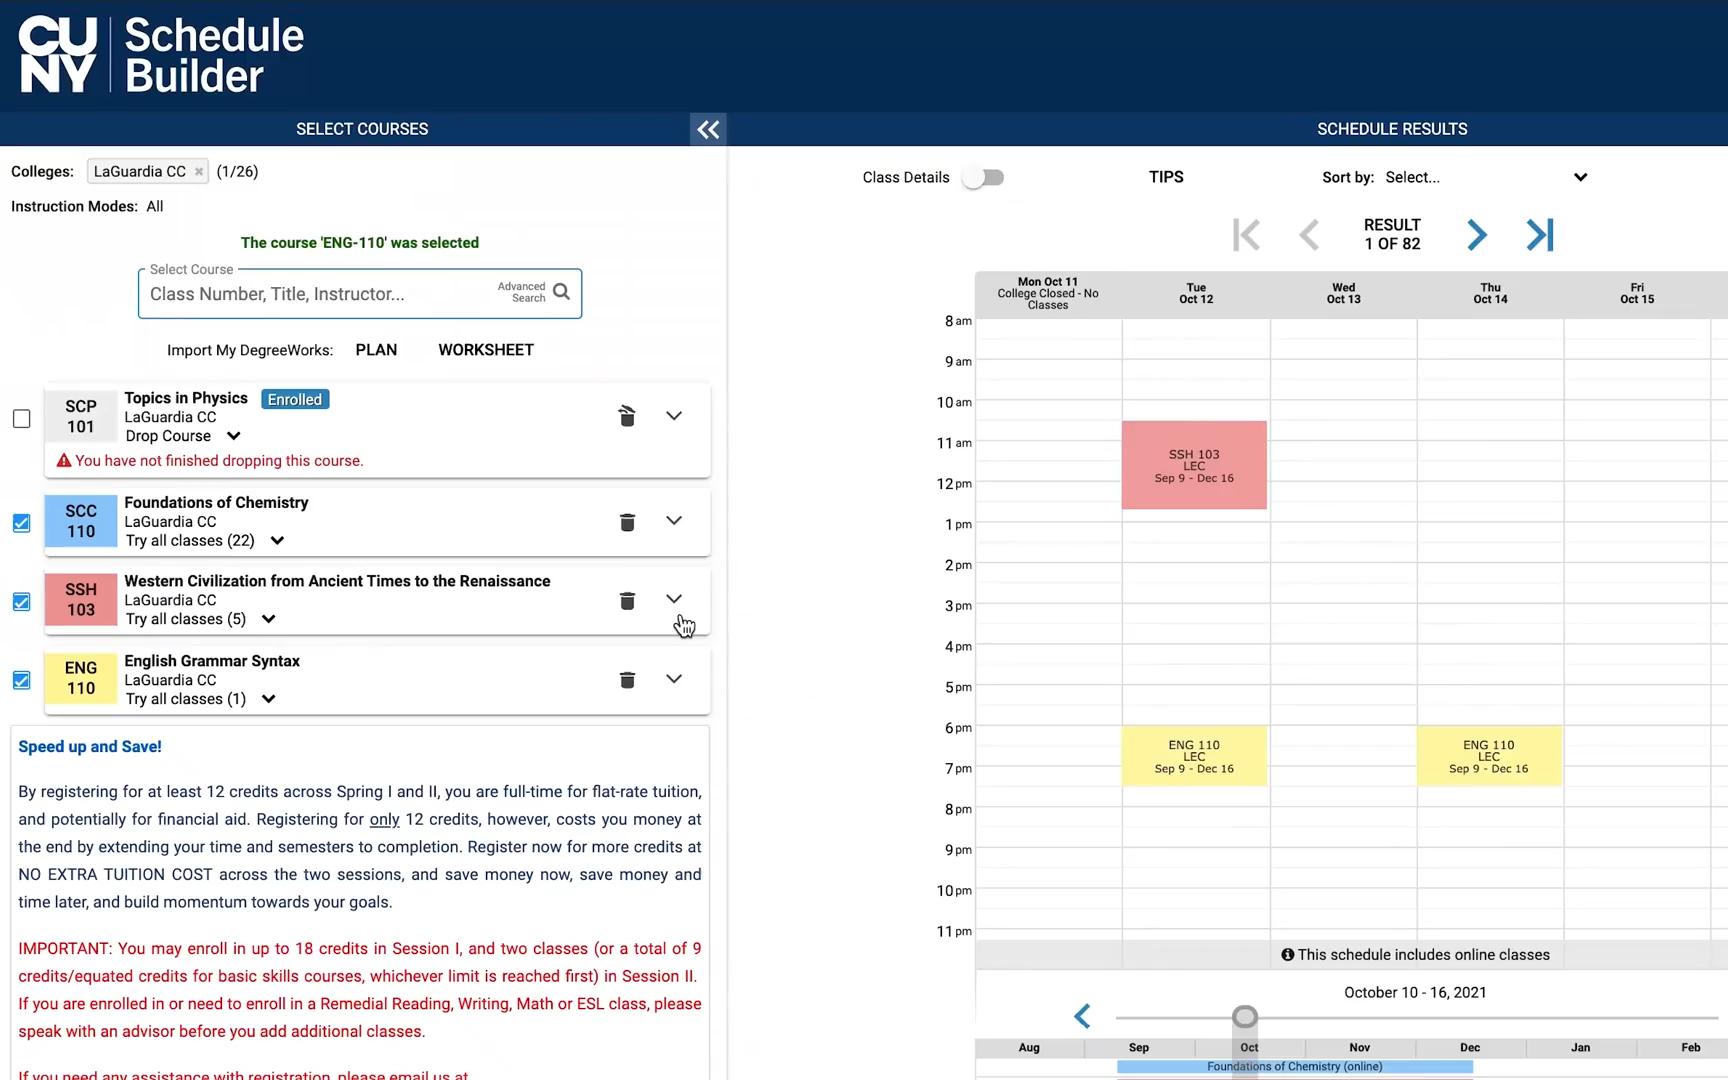 CUNY Schedule Builder
SELECT COURSES
SCHEDULE RESULTS
Colleges: LaGuardia CC × (1/26)
Instruction Modes: All
The course 'ENG-110' was selected
Select Course
Class Number, Title, Instructor...
Advanced
Search
Import My DegreeWorks: PLAN WORKSHEET
SCP
101
Topics in Physics Enrolled
LaGuardia CC
Drop Course
You have not finished dropping this course.
SCC
110
Foundations of Chemistry
LaGuardia CC
Try all classes (22)
SSH
103
Western Civilization from Ancient Times to the Renaissance
LaGuardia CC
Try all classes (5)
ENG
110
English Grammar Syntax
LaGuardia CC
Try all classes (1)
Speed up and Save!
By registering for at least 12 credits across Spring I and II, you are full-time for flat-rate tuition,
and potentially for financial aid. Registering for only 12 credits, however, costs you money at
the end by extending your time and semesters to completion. Register now for more credits at
NO EXTRA TUITION COST across the two sessions, and save money now, save money and
time later, and build momentum towards your goals.
IMPORTANT: You may enroll in up to 18 credits in Session I, and two classes (or a total of 9
credits/equated credits for basic skills courses, whichever limit is reached first) in Session II.
If you are enrolled in or need to enroll in a Remedial Reading, Writing, Math or ESL class, please
speak with an advisor before you add additional classes.
If you need any assistance with registration, please email us at
Class Details
TIPS
Sort by: Select...
RESULT
1 OF 82
Mon Oct 11
College Closed - No
Classes
Tue
Oct 12
Wed
Oct 13
Thu
Oct 14
Fri
Oct 15
8 am
9 am
10 am
11 am
12 pm
1 pm
2 pm
3 pm
4 pm
5 pm
6 pm
7 pm
8 pm
9 pm
10 pm
11 pm
SSH 103
LEC
Sep 9 - Dec 16
ENG 110
LEC
Sep 9 - Dec 16
ENG 110
LEC
Sep 9 - Dec 16
This schedule includes online classes
October 10 - 16, 2021
Aug Sep Oct Nov Dec Jan Feb
Foundations of Chemistry (online)